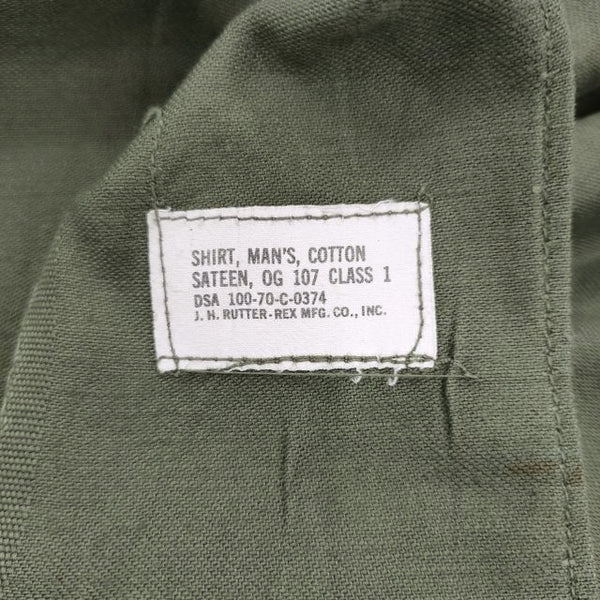 SHIRT, MAN'S, COTTON
SATEEN, OG 107 CLASS 1
DSA 100-70-C-0374
J. H. RUTTER-REX MFG. CO., INC.